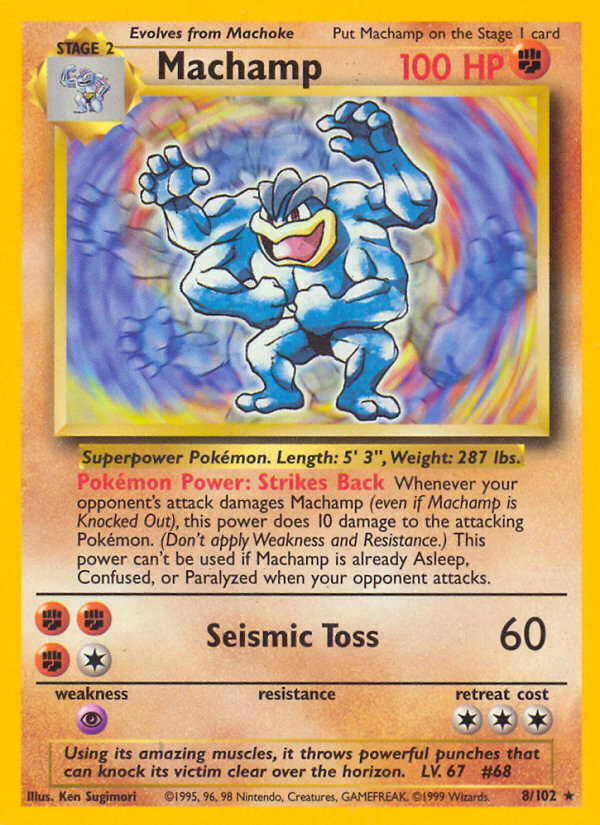 Evolves from Machoke Put Machamp on the Stage 1 card
STAGE 2
Machamp 100 HP
Superpower Pokémon. Length: 5' 3", Weight: 287 lbs.
Pokémon Power: Strikes Back Whenever your
opponent's attack damages Machamp (even if Machamp is
Knocked Out), this power does 10 damage to the attacking
Pokémon. (Don't apply Weakness and Resistance.) This
power can't be used if Machamp is already Asleep,
Confused, or Paralyzed when your opponent attacks.
Seismic Toss 60
weakness resistance retreat cost
Using its amazing muscles, it throws powerful punches that
can knock its victim clear over the horizon. LV. 67 #68
Illus. Ken Sugimori ©1995, 96, 98 Nintendo, Creatures, GAMEFREAK. ©1999 Wizards. 8/102 ★